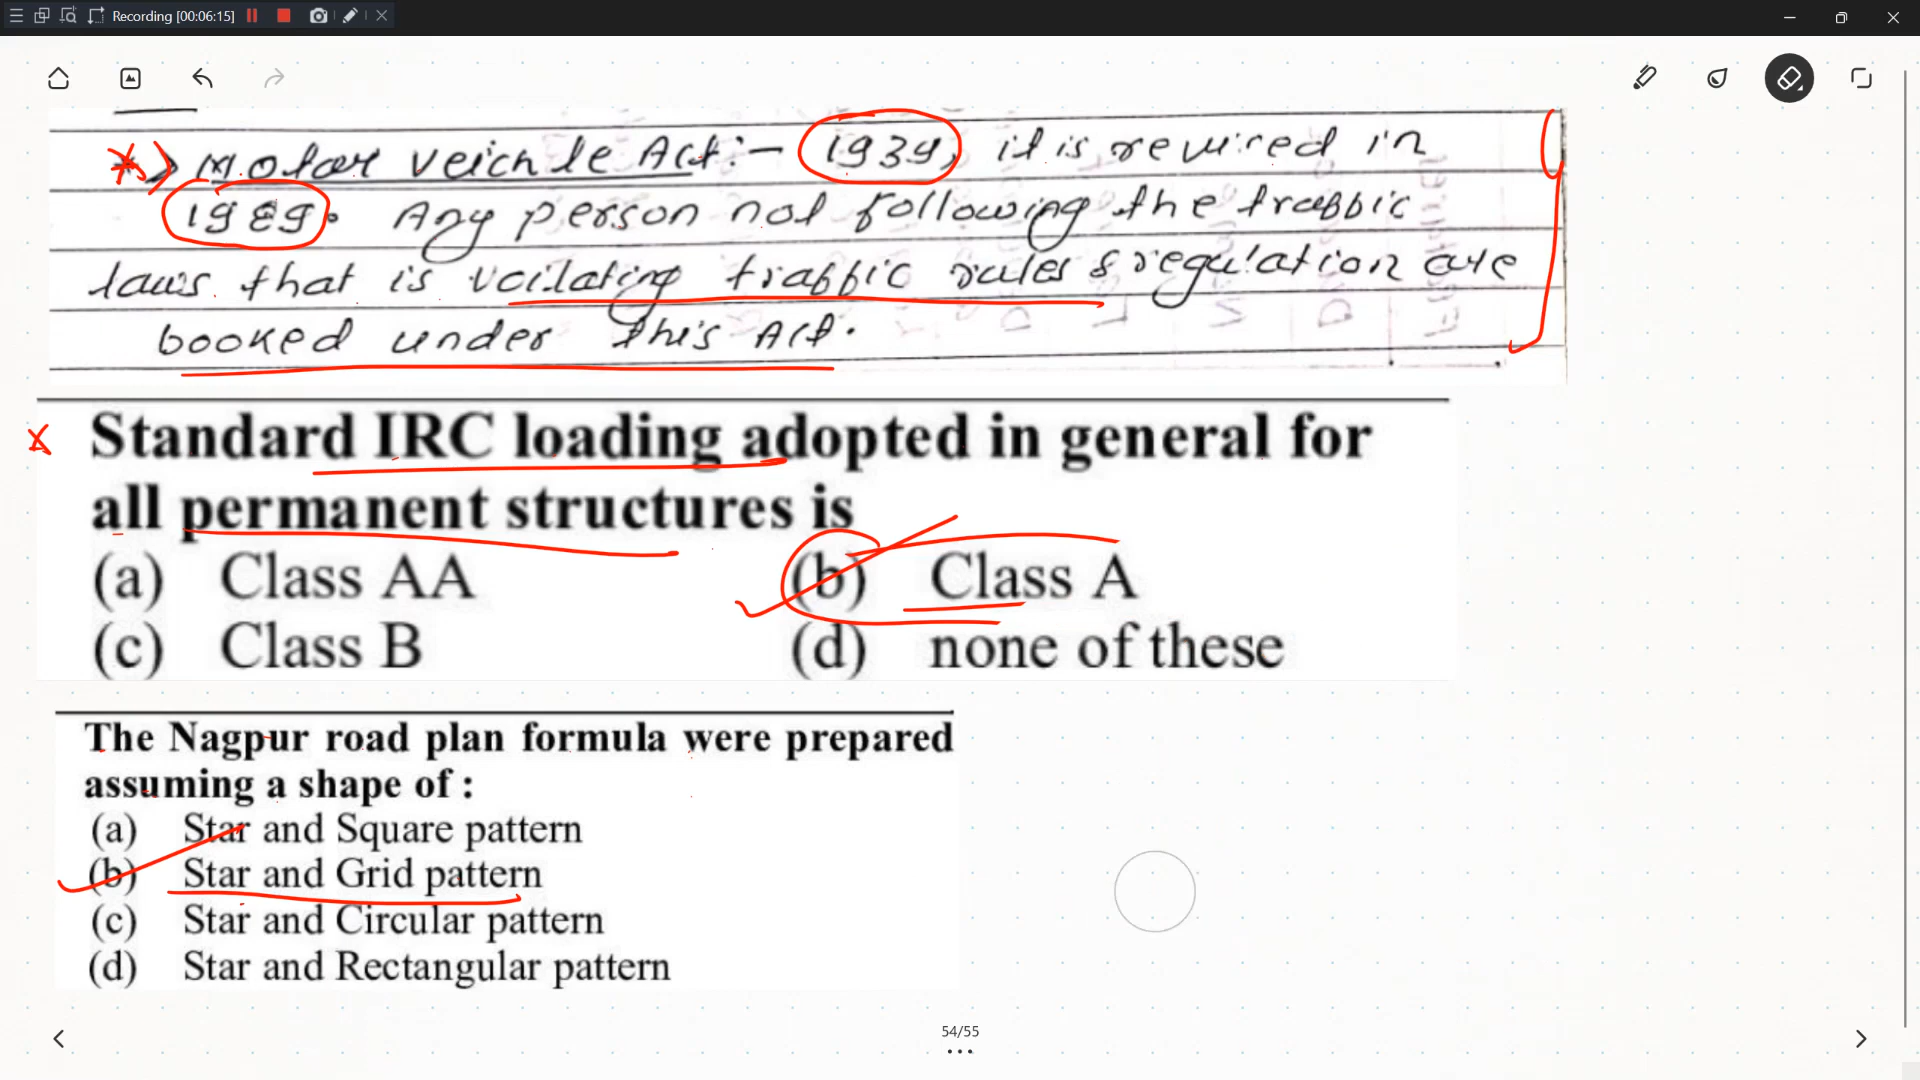 Recording [00:06:15]
Motar veichle Act:- 1939, it is revired in
1989. Any person not following the traffic
laws that is voilating traffic rules & regulation are
booked under this Act.
Standard IRC loading adopted in general for
all permanent structures is
(a) Class AA (b) Class A
(c) Class B (d) none of these
The Nagpur road plan formula were prepared
assuming a shape of :
(a) Star and Square pattern
(b) Star and Grid pattern
(c) Star and Circular pattern
(d) Star and Rectangular pattern
54/55